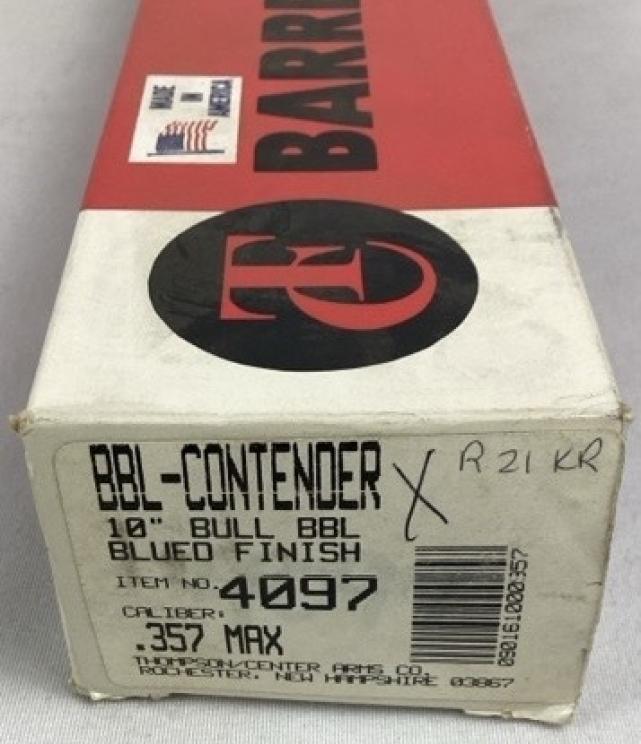 MADE
IN
AMERICA
BARRE
TC
BBL-CONTENDER
X R 21 KR
10" BULL BBL
BLUED FINISH
ITEM NO. 4097
CALIBER:
.357 MAX
THOMPSON/CENTER ARMS CO.
ROCHESTER, NEW HAMPSHIRE 03867
090161000357